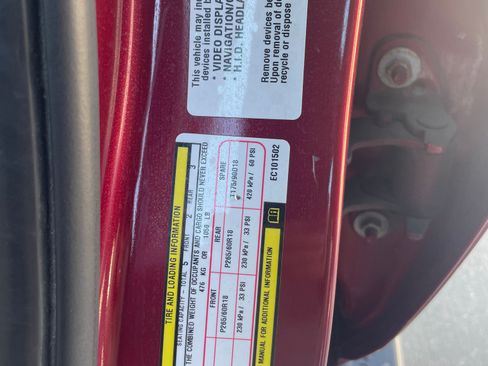 This vehicle may incl
devices installed b
* VIDEO DISPLA
* NAVIGATION/G
* H.I.D. HEADLA
Remove devices be
Upon removal of de
recycle or dispose
TIRE AND LOADING INFORMATION
SEATING CAPACITY - TOTAL 5 FRONT 2 REAR 3
THE COMBINED WEIGHT OF OCCUPANTS AND CARGO SHOULD NEVER EXCEED
476 KG OR 1050 LB
FRONT REAR SPARE
P265/60R18 P265/60R18 T175/90D18
230 kPa/ 33 PSI 230 kPa/ 33 PSI 420 kPa/ 60 PSI
MANUAL FOR ADDITIONAL INFORMATION
EC101502